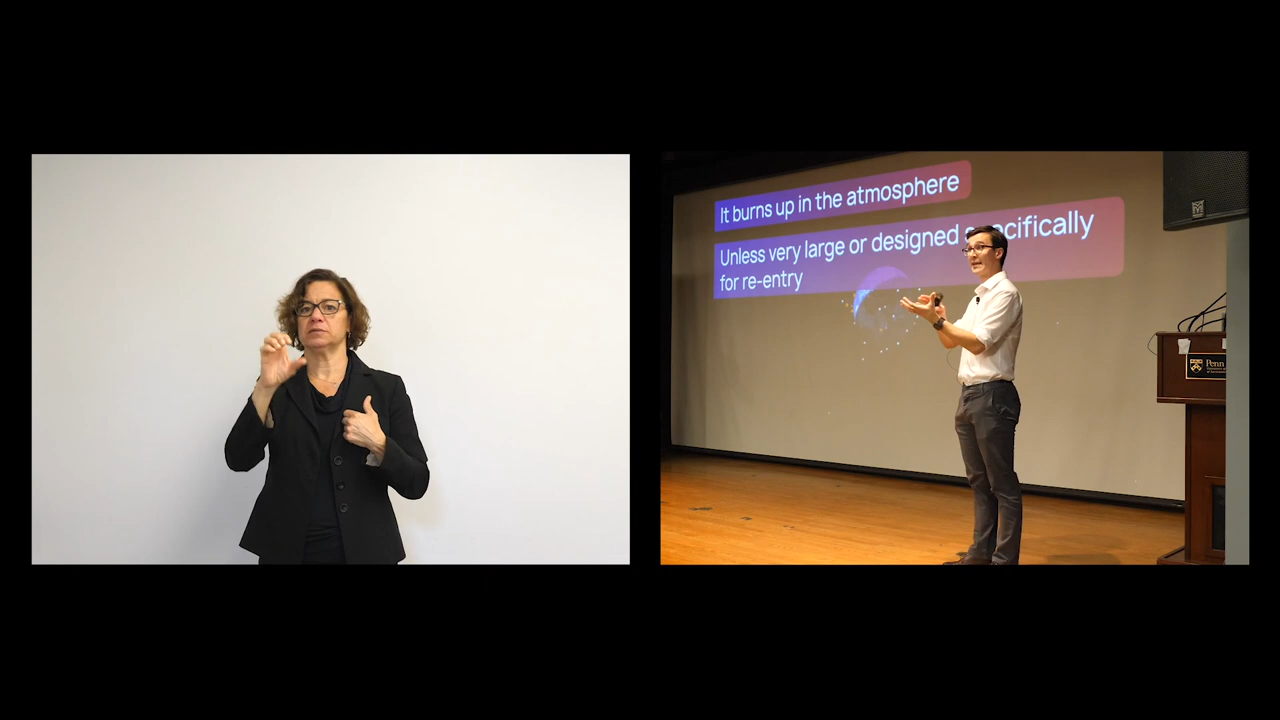 It burns up in the atmosphere
Unless very large or designed specifically
for re-entry
Penn